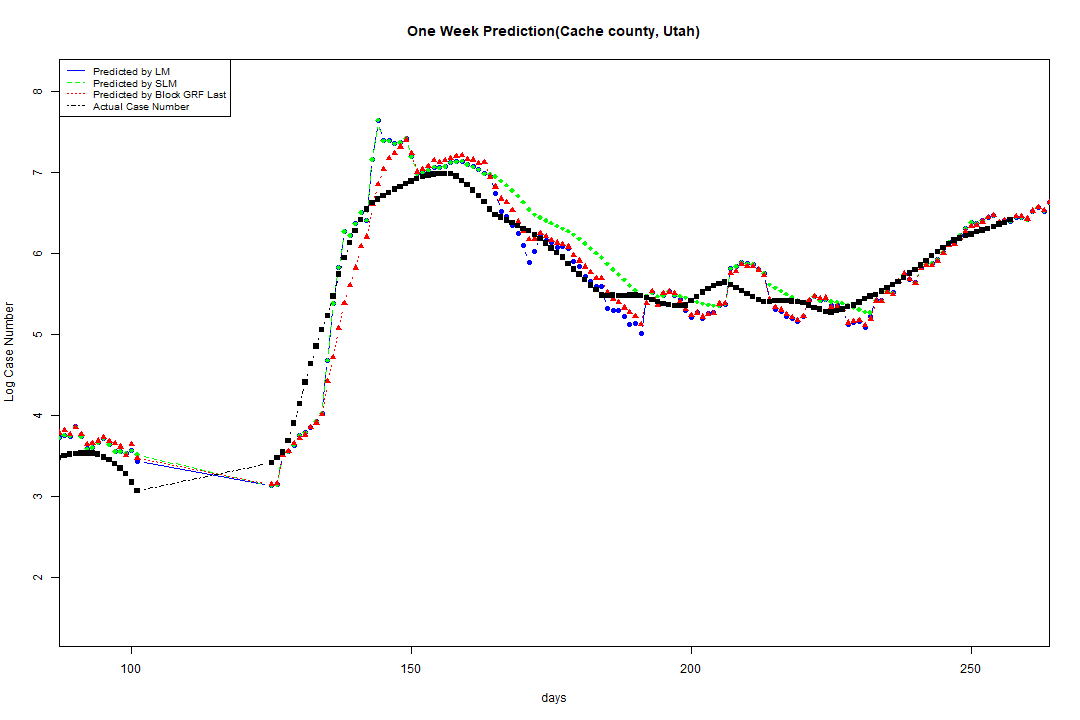 One Week Prediction(Cache county, Utah)
Predicted by LM
Predicted by SLM
Predicted by Block GRF Last
Actual Case Number
8
7
6
5
4
3
2
Log Case Number
100 150 200 250
days